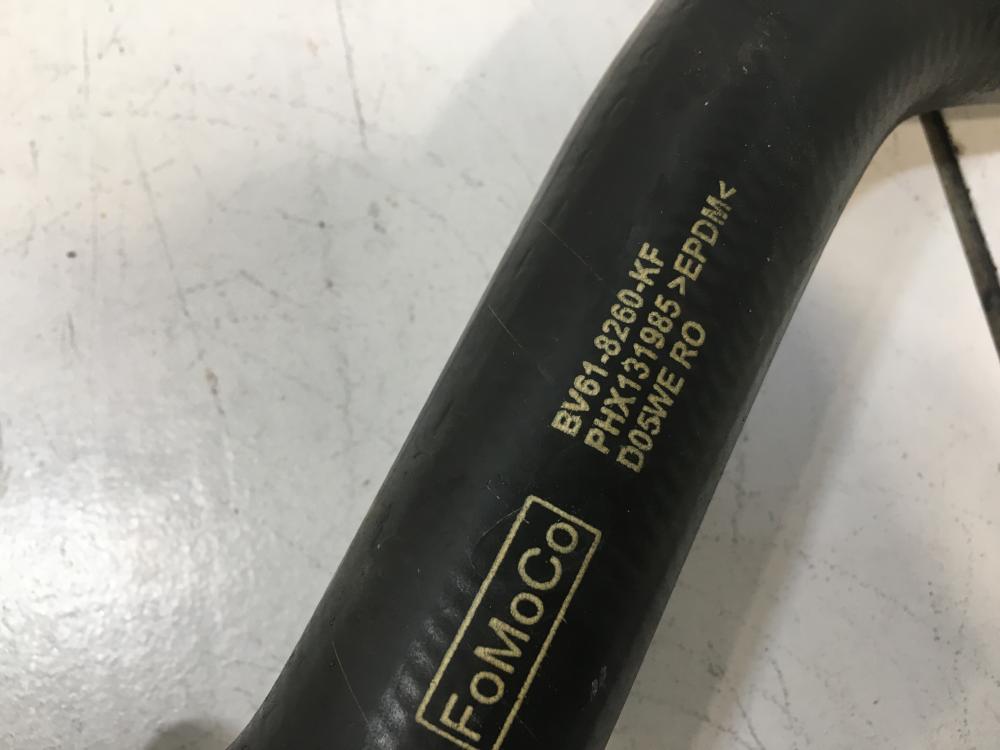 BV61-8260-KF
PHX131985 >EPDM<
D05WE RO
FoMoCo